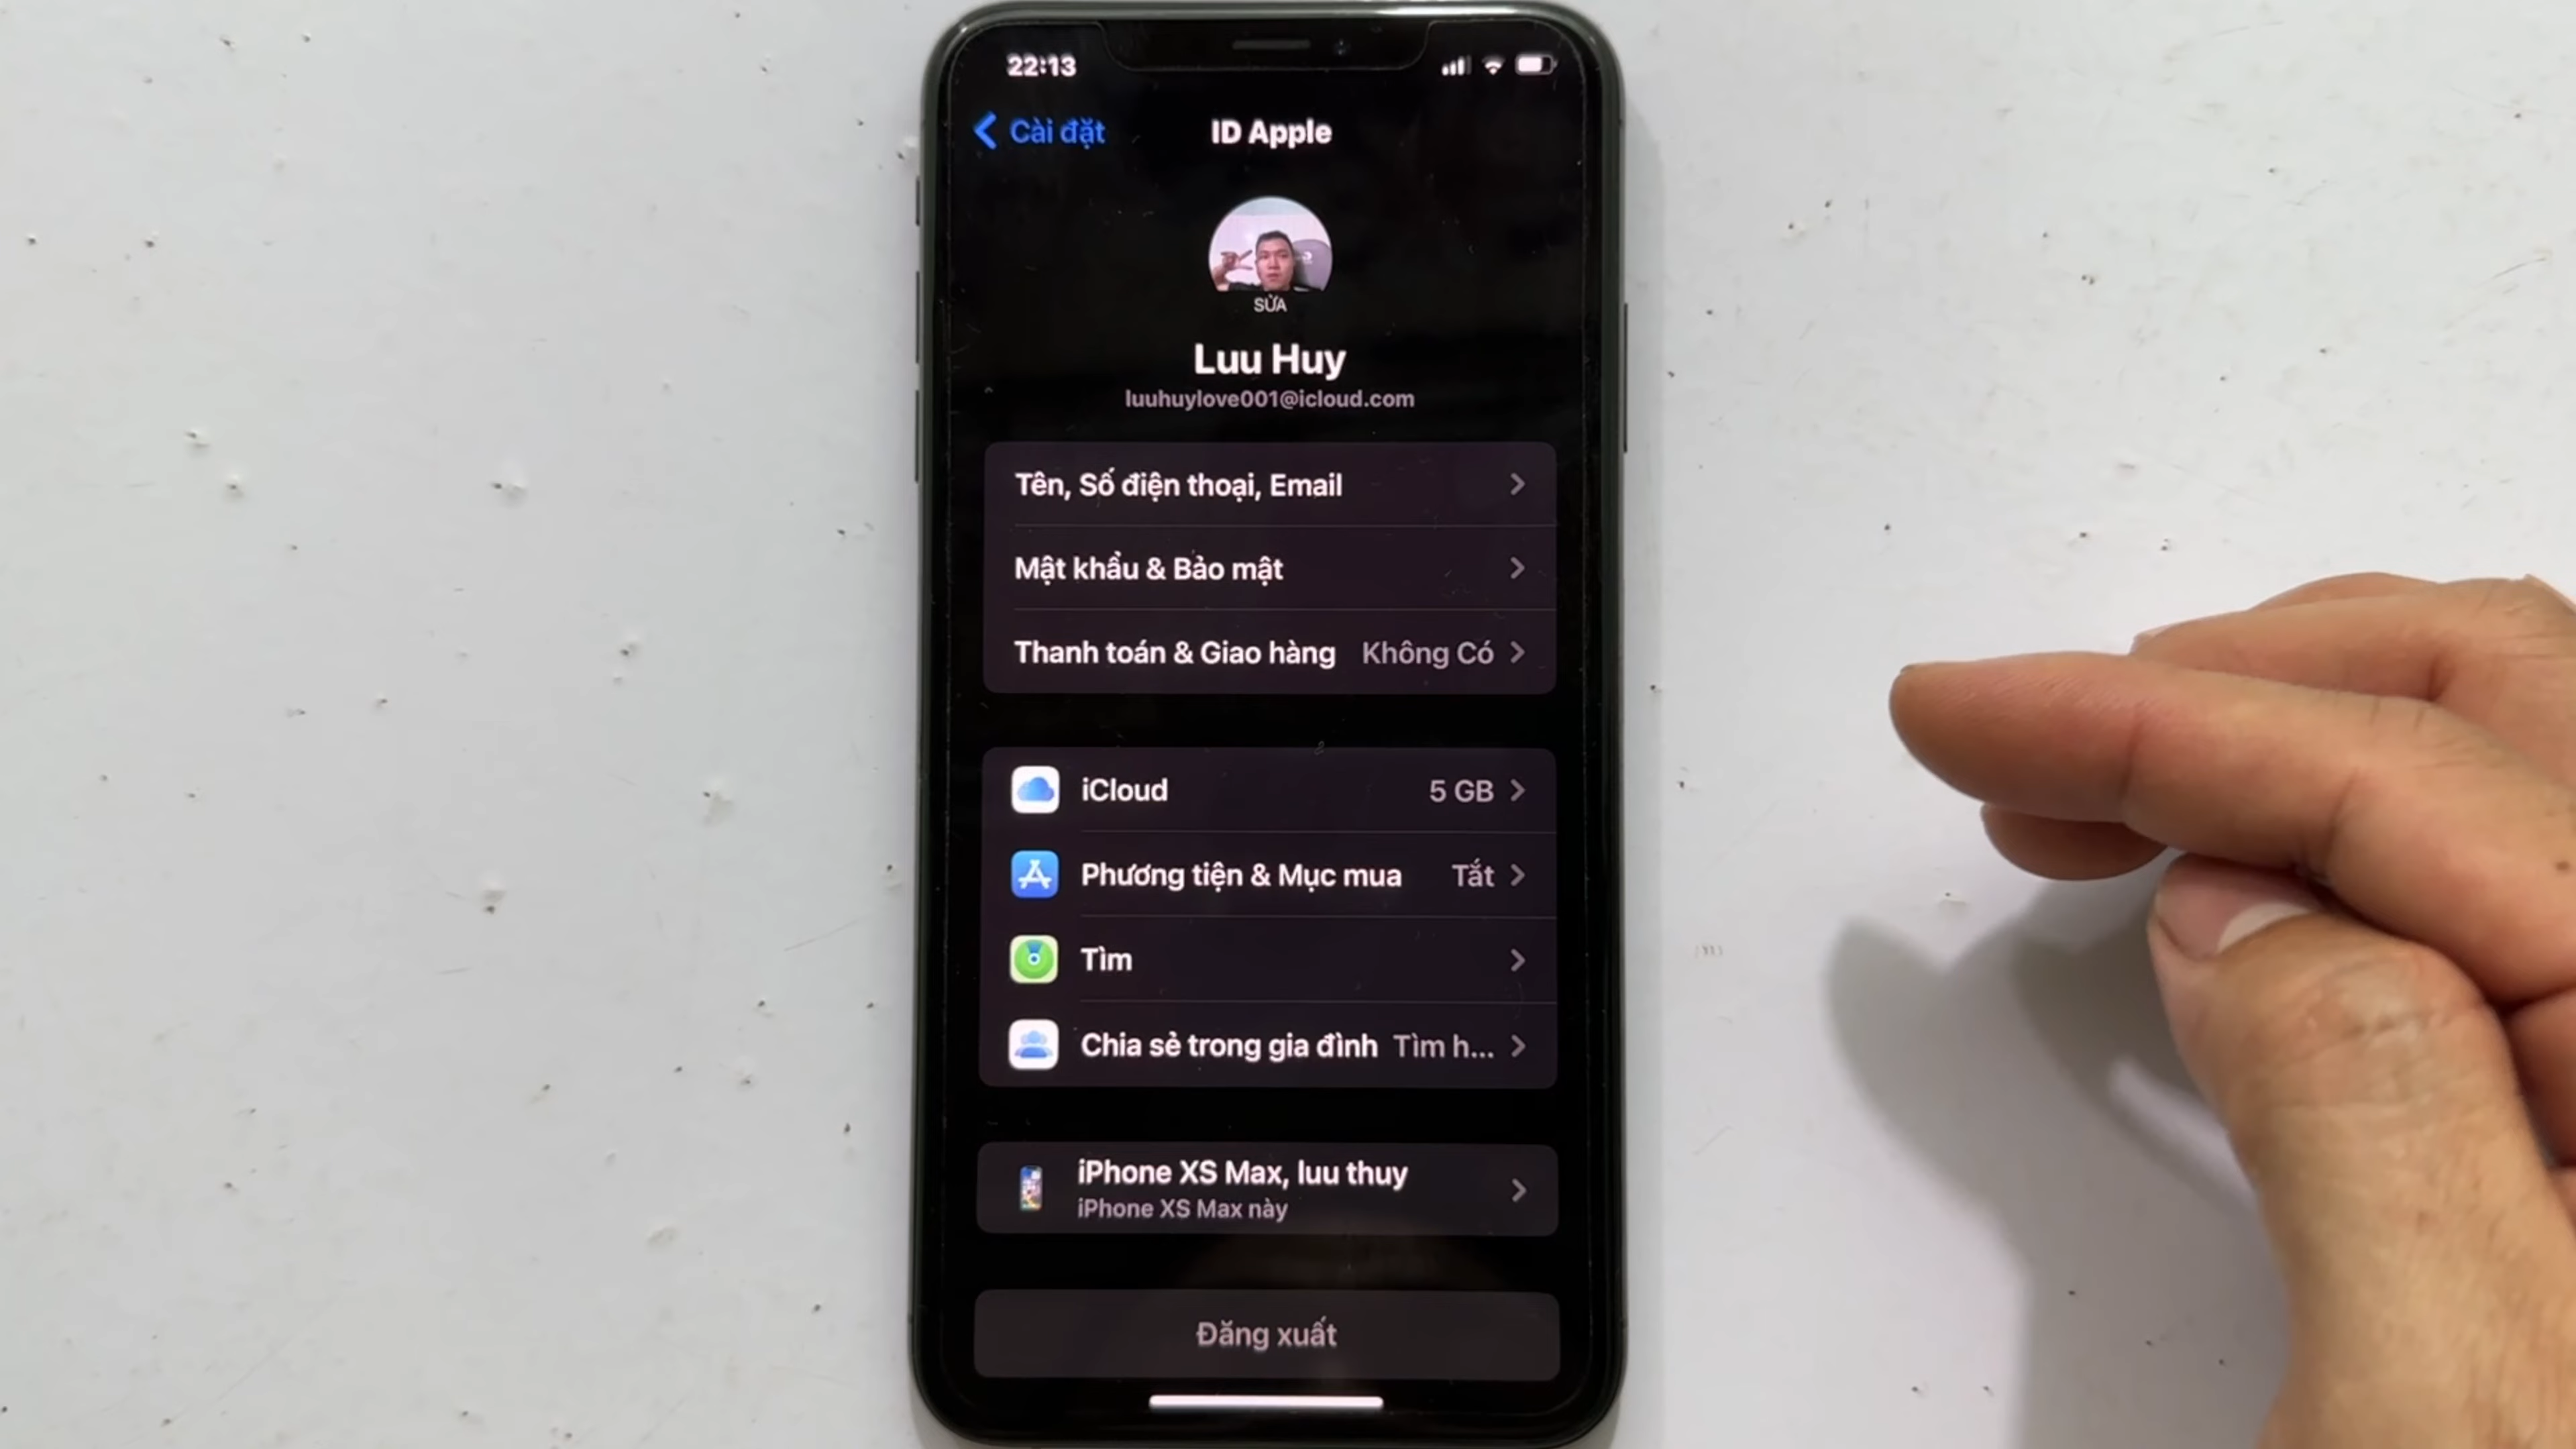 22:13
Cài đặt
ID Apple
SỬA
Luu Huy
luuhuylove001@icloud.com
Tên, Số điện thoại, Email
Mật khẩu & Bảo mật
Thanh toán & Giao hàng Không Có
iCloud 5 GB
Phương tiện & Mục mua Tắt
Tìm
Chia sẻ trong gia đình Tìm h...
iPhone XS Max, luu thuy
iPhone XS Max này
Đăng xuất